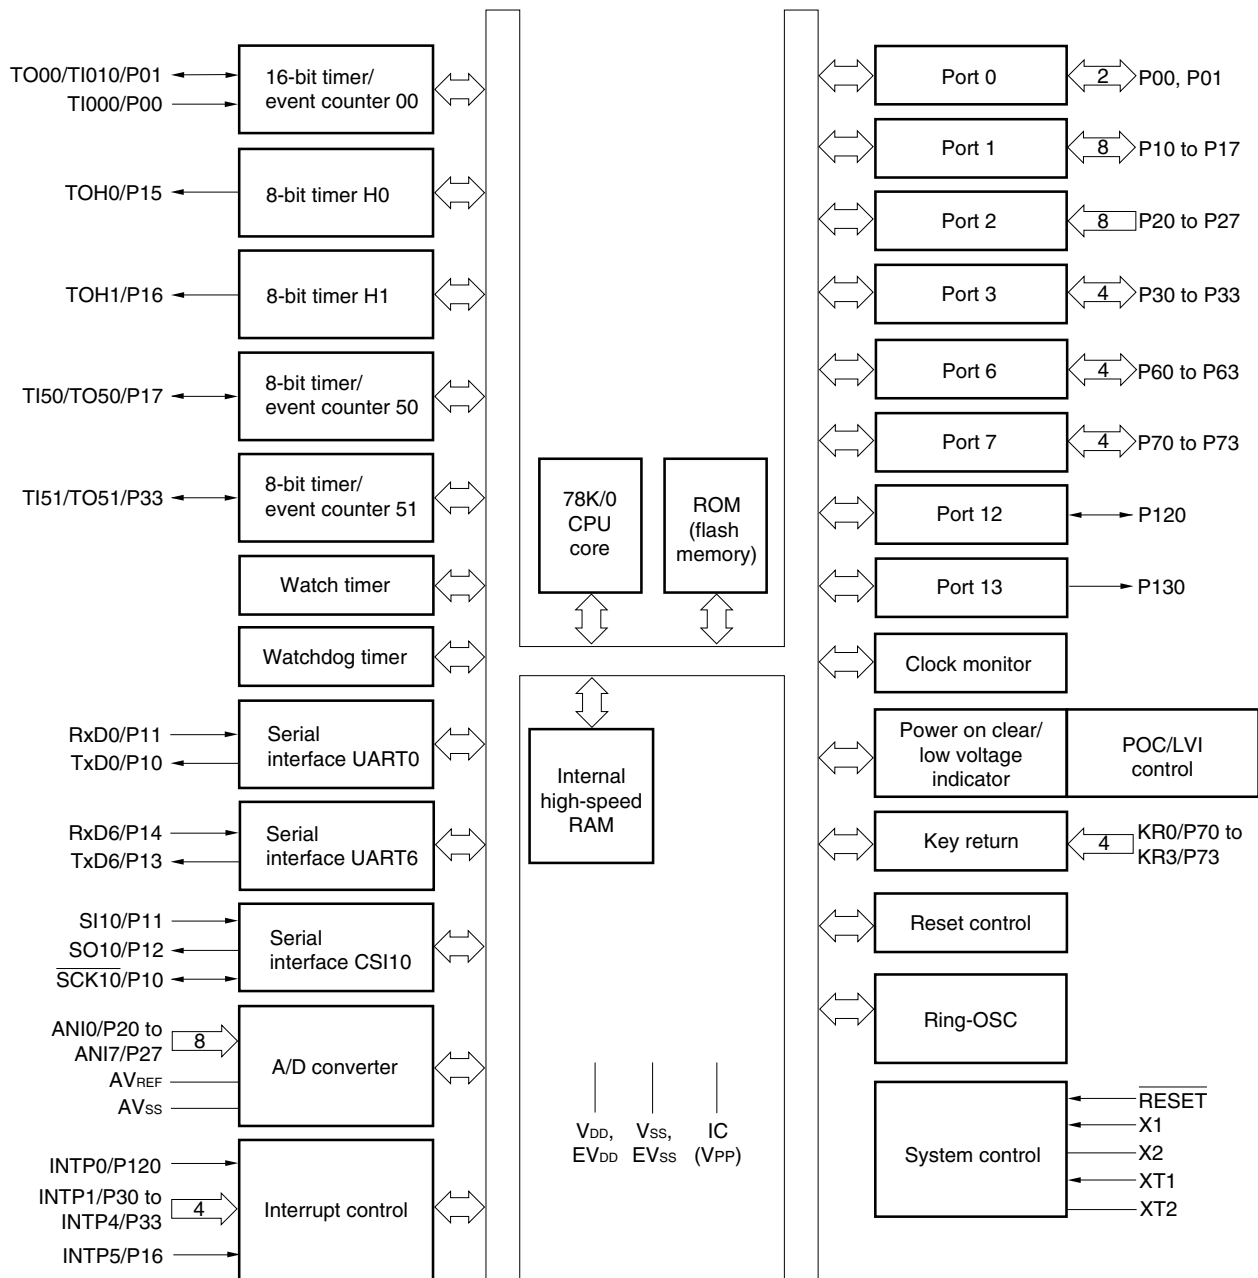 TO00/TI010/P01
TI000/P00
16-bit timer/
event counter 00
TOH0/P15
8-bit timer H0
TOH1/P16
8-bit timer H1
TI50/TO50/P17
8-bit timer/
event counter 50
TI51/TO51/P33
8-bit timer/
event counter 51
Watch timer
Watchdog timer
RxD0/P11
TxD0/P10
Serial
interface UART0
RxD6/P14
TxD6/P13
Serial
interface UART6
SI10/P11
SO10/P12
SCK10/P10
Serial
interface CSI10
ANI0/P20 to
ANI7/P27
8
AVREF
AVSS
A/D converter
INTP0/P120
INTP1/P30 to
INTP4/P33
4
INTP5/P16
Interrupt control
78K/0
CPU
core
ROM
(flash
memory)
Internal
high-speed
RAM
VDD,
EVDD
VSS,
EVSS
IC
(VPP)
Port 0
2
P00, P01
Port 1
8
P10 to P17
Port 2
8
P20 to P27
Port 3
4
P30 to P33
Port 6
4
P60 to P63
Port 7
4
P70 to P73
Port 12
P120
Port 13
P130
Clock monitor
Power on clear/
low voltage
indicator
POC/LVI
control
Key return
4
KR0/P70 to
KR3/P73
Reset control
Ring-OSC
System control
RESET
X1
X2
XT1
XT2